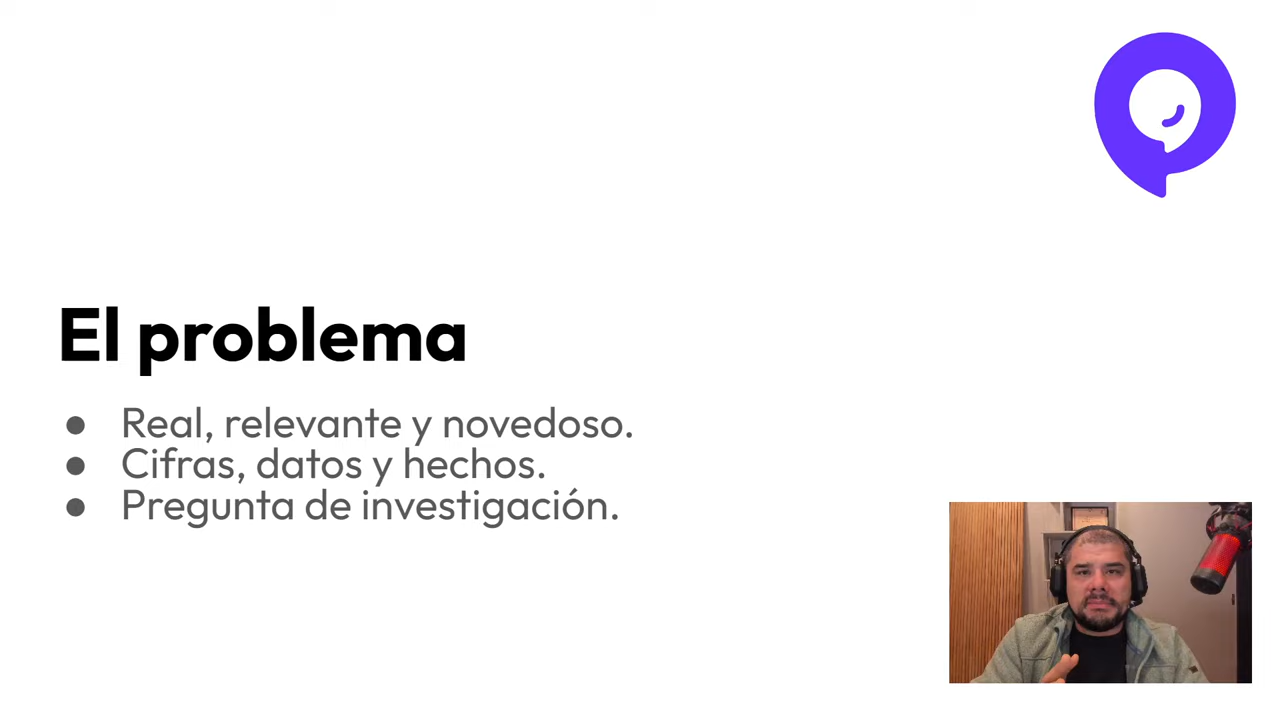 El problema
● Real, relevante y novedoso.
● Cifras, datos y hechos.
● Pregunta de investigación.